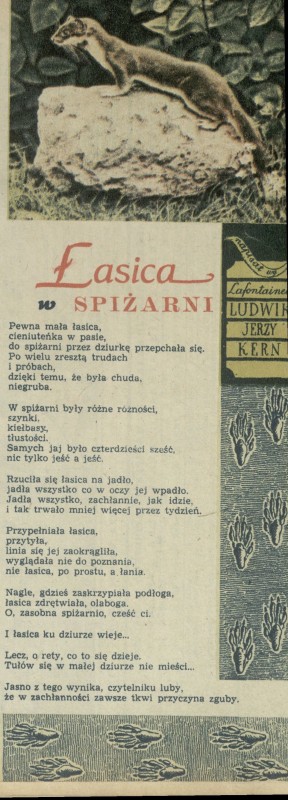 Łasica
w SPIŻARNI
napisał wg
Lafontaine
LUDWIK
JERZY
KERN
Pewna mała łasica,
cieniuteńka w pasie,
do spiżarni przez dziurkę przepchała się.
Po wielu zresztą trudach
i próbach,
dzięki temu, że była chuda,
niegruba.
W spiżarni były różne różności,
szynki,
kiełbasy,
tłustości.
Samych jaj było czterdzieści sześć,
nic tylko jeść a jeść.
Rzuciła się łasica na jadło,
jadła wszystko co w oczy jej wpadło.
Jadła wszystko, zachłannie, jak idzie,
i tak trwało mniej więcej przez tydzień.
Przypełniała łasica,
przytyła,
linia się jej zaokrągliła,
wyglądała nie do poznania,
nie łasica, po prostu, a łania.
Nagle, gdzieś zaskrzypiała podłoga,
łasica zdrętwiała, olaboga.
O, zasobna spiżarnio, cześć ci.
I łasica ku dziurze wieje...
Lecz, o rety, co to się dzieje.
Tułów się w małej dziurze nie mieści...
Jasno z tego wynika, czytelniku luby,
że w zachłanności zawsze tkwi przyczyna zguby.